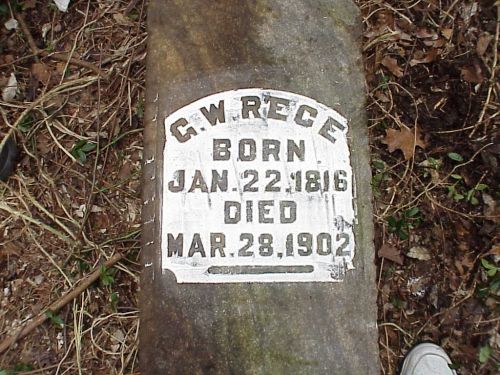 G.W. RECE
BORN
JAN. 22. 1816
DIED
MAR. 28, 1902